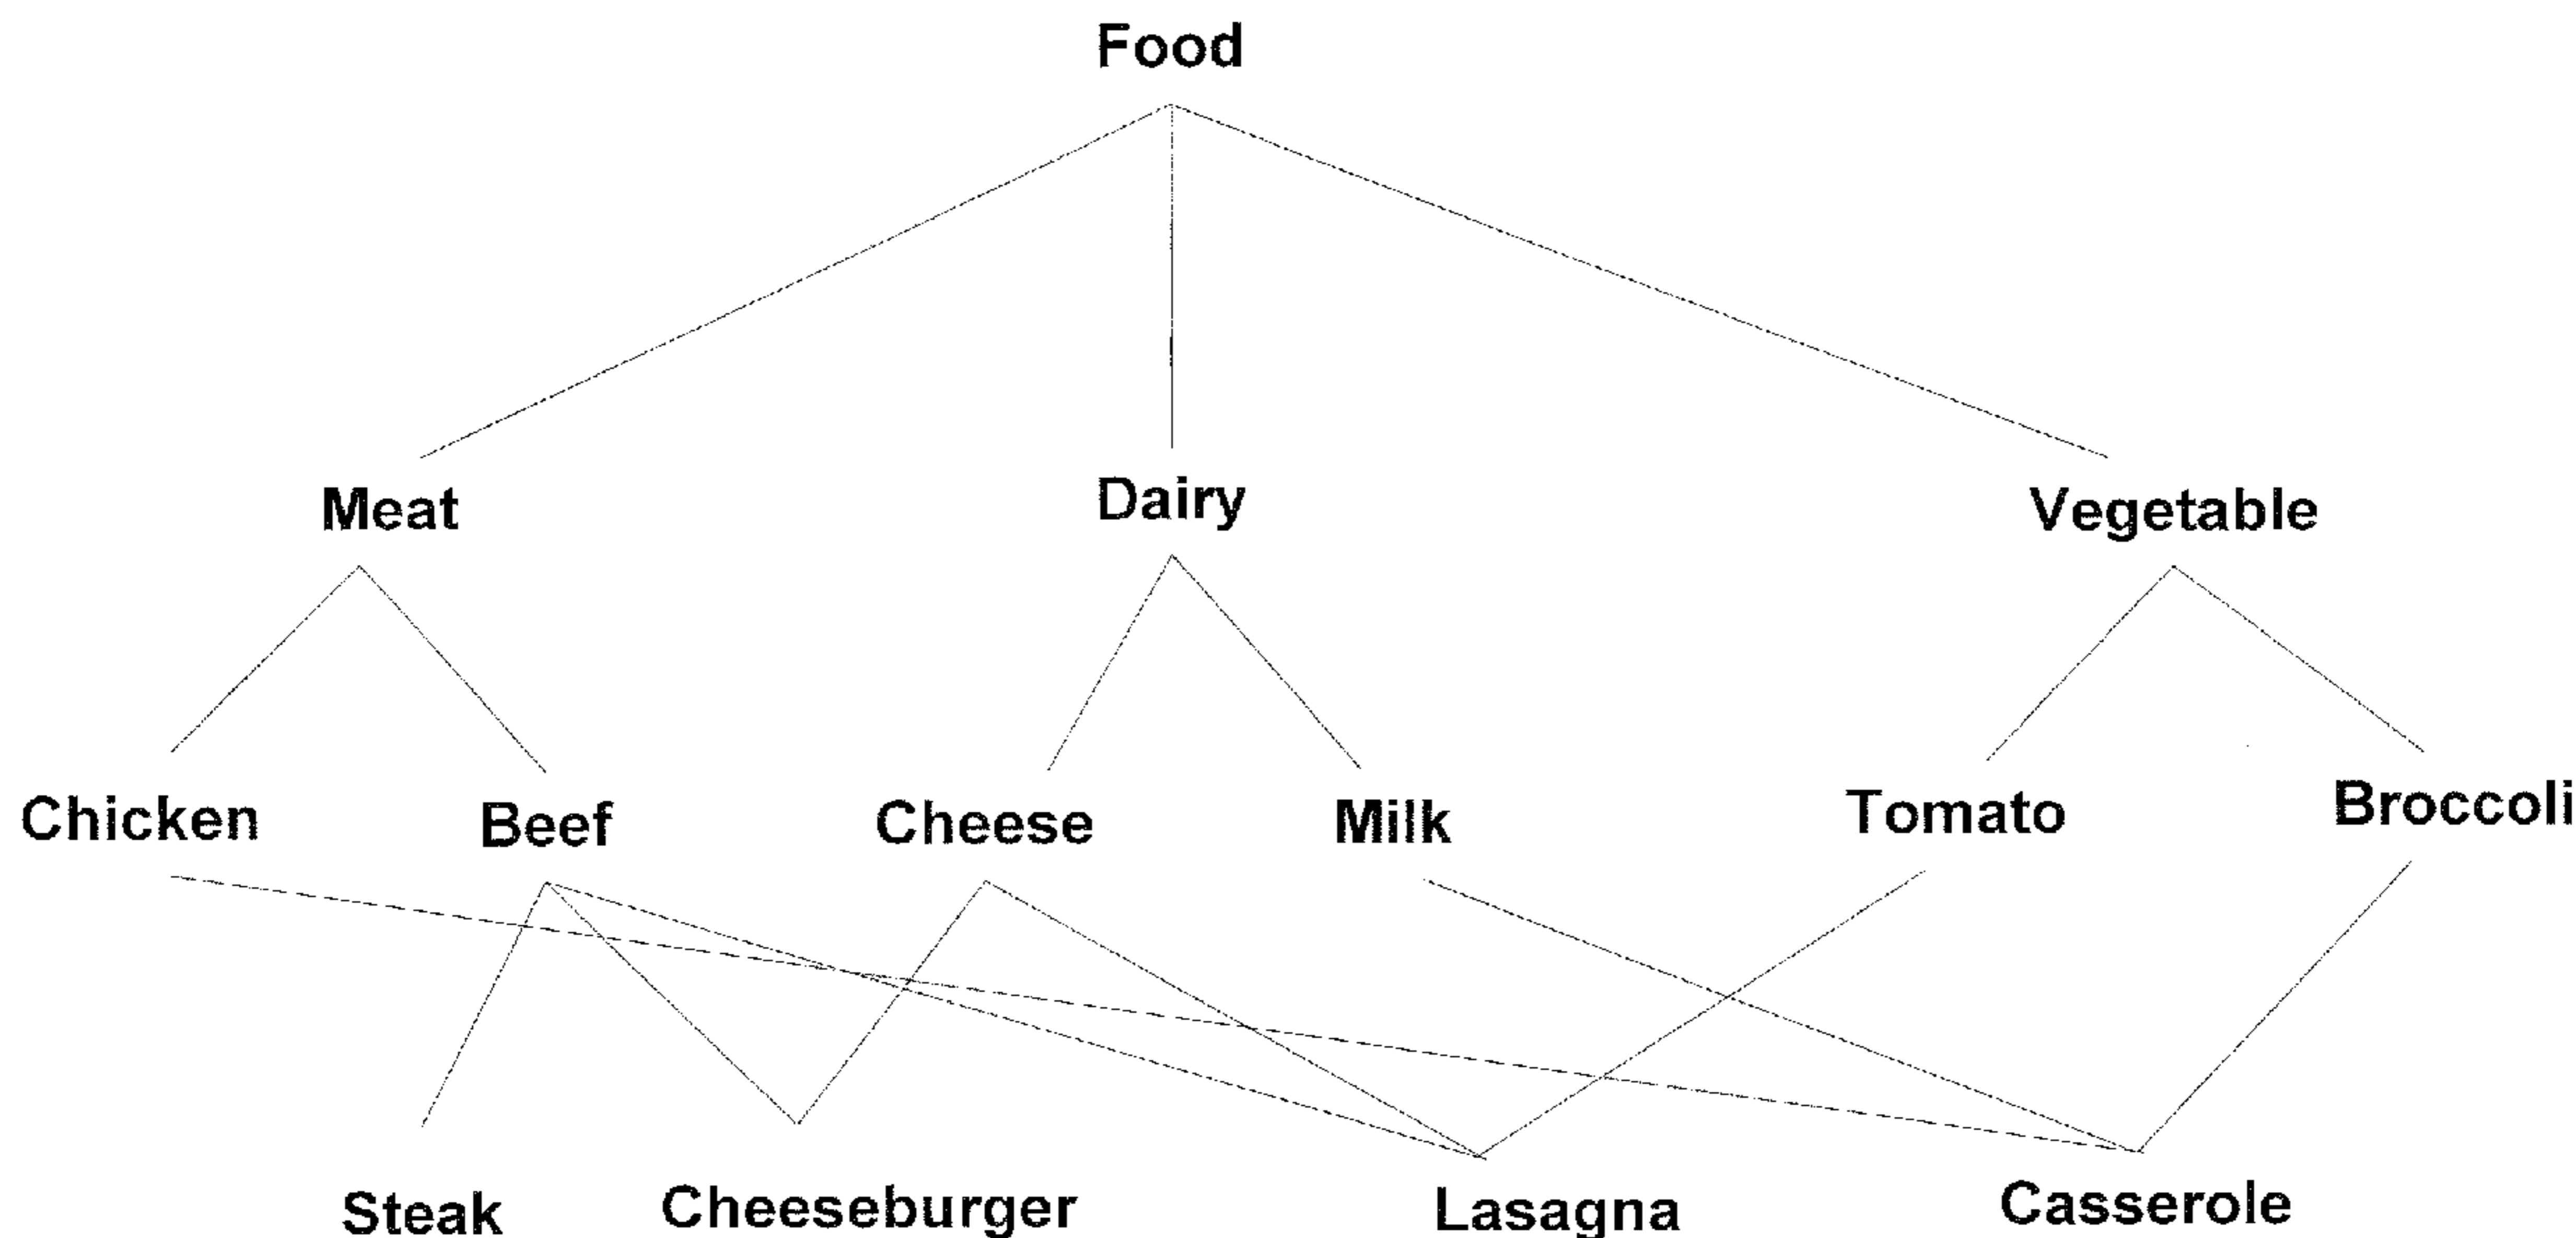 Food
Meat
Dairy
Vegetable
Chicken
Beef
Cheese
Milk
Tomato
Broccoli
Steak
Cheeseburger
Lasagna
Casserole